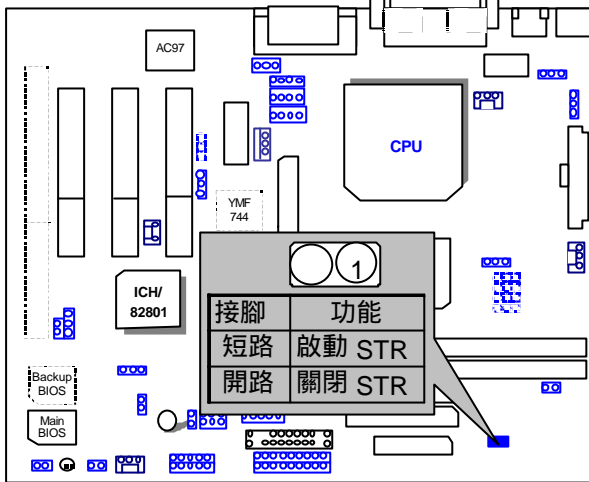 AC97
CPU
YMF
744
1
ICH/
82801
接腳 功能
短路 啟動 STR
開路 關閉 STR
Backup
BIOS
Main
BIOS